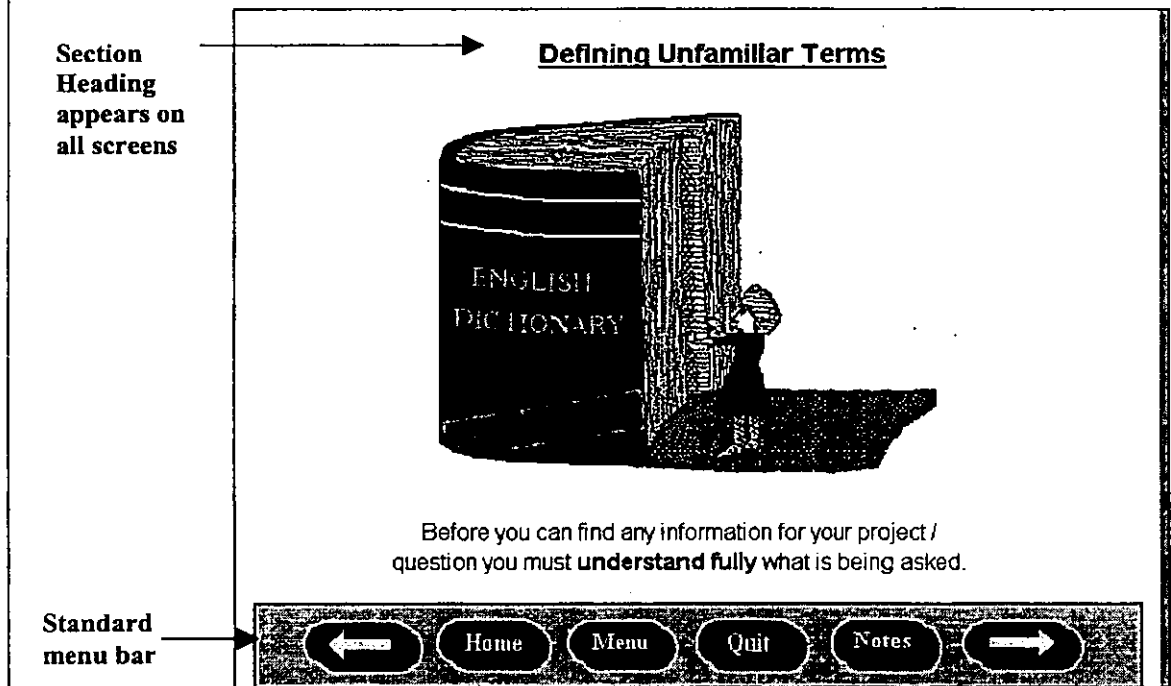 Section
Heading
appears on
all screens
Defining Unfamiliar Terms
ENGLISH
DICTIONARY
Before you can find any information for your project /
question you must understand fully what is being asked.
Standard
menu bar
Home Menu Quit Notes